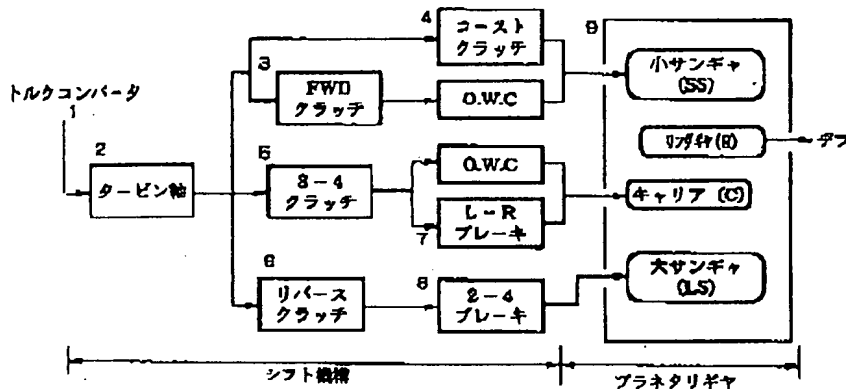 トルクコンバータ
1
2
タービン軸
3
FWD
クラッチ
4
コースト
クラッチ
O.W.C
5
3-4
クラッチ
O.W.C
7
L-R
ブレーキ
6
リバース
クラッチ
8
2-4
ブレーキ
9
小サンギャ
(SS)
リングギャ(R)
デフ
キャリア (C)
大サンギャ
(LS)
シフト機構
プラネタリギヤ